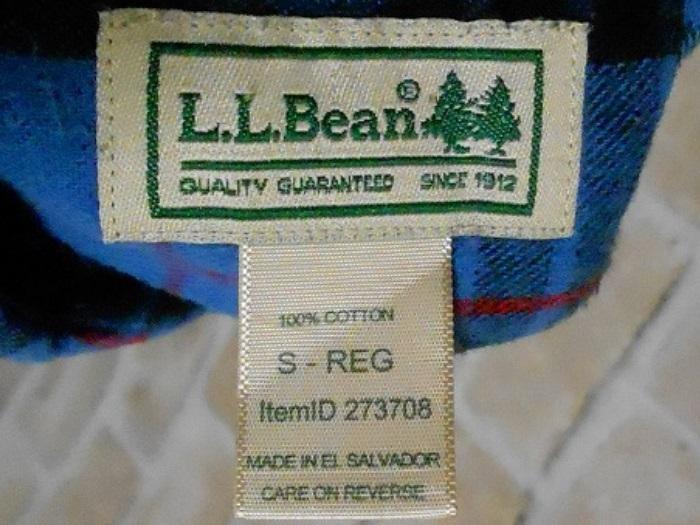 L.L.Bean®
QUALITY GUARANTEED SINCE 1912
100% COTTON
S - REG
ItemID 273708
MADE IN EL SALVADOR
CARE ON REVERSE